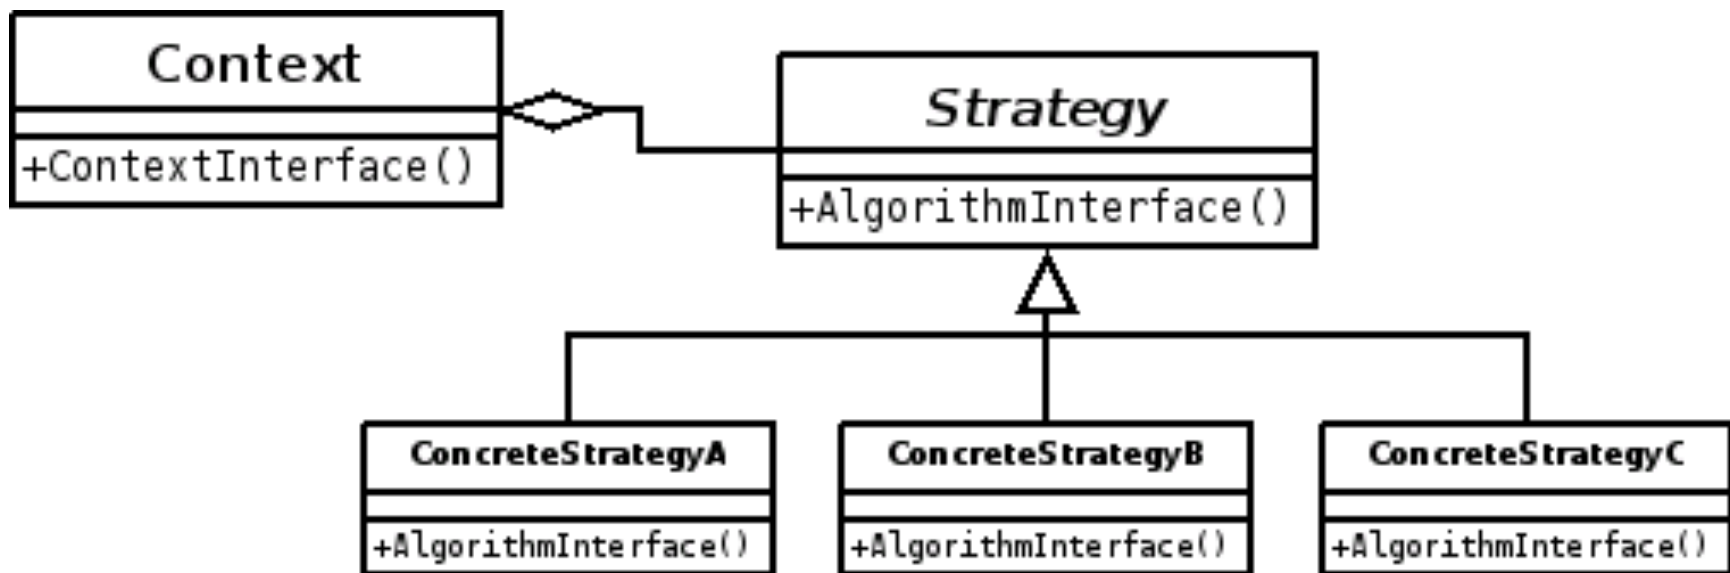 Context
+ContextInterface()
Strategy
+AlgorithmInterface()
ConcreteStrategyA
+AlgorithmInterface()
ConcreteStrategyB
+AlgorithmInterface()
ConcreteStrategyC
+AlgorithmInterface()